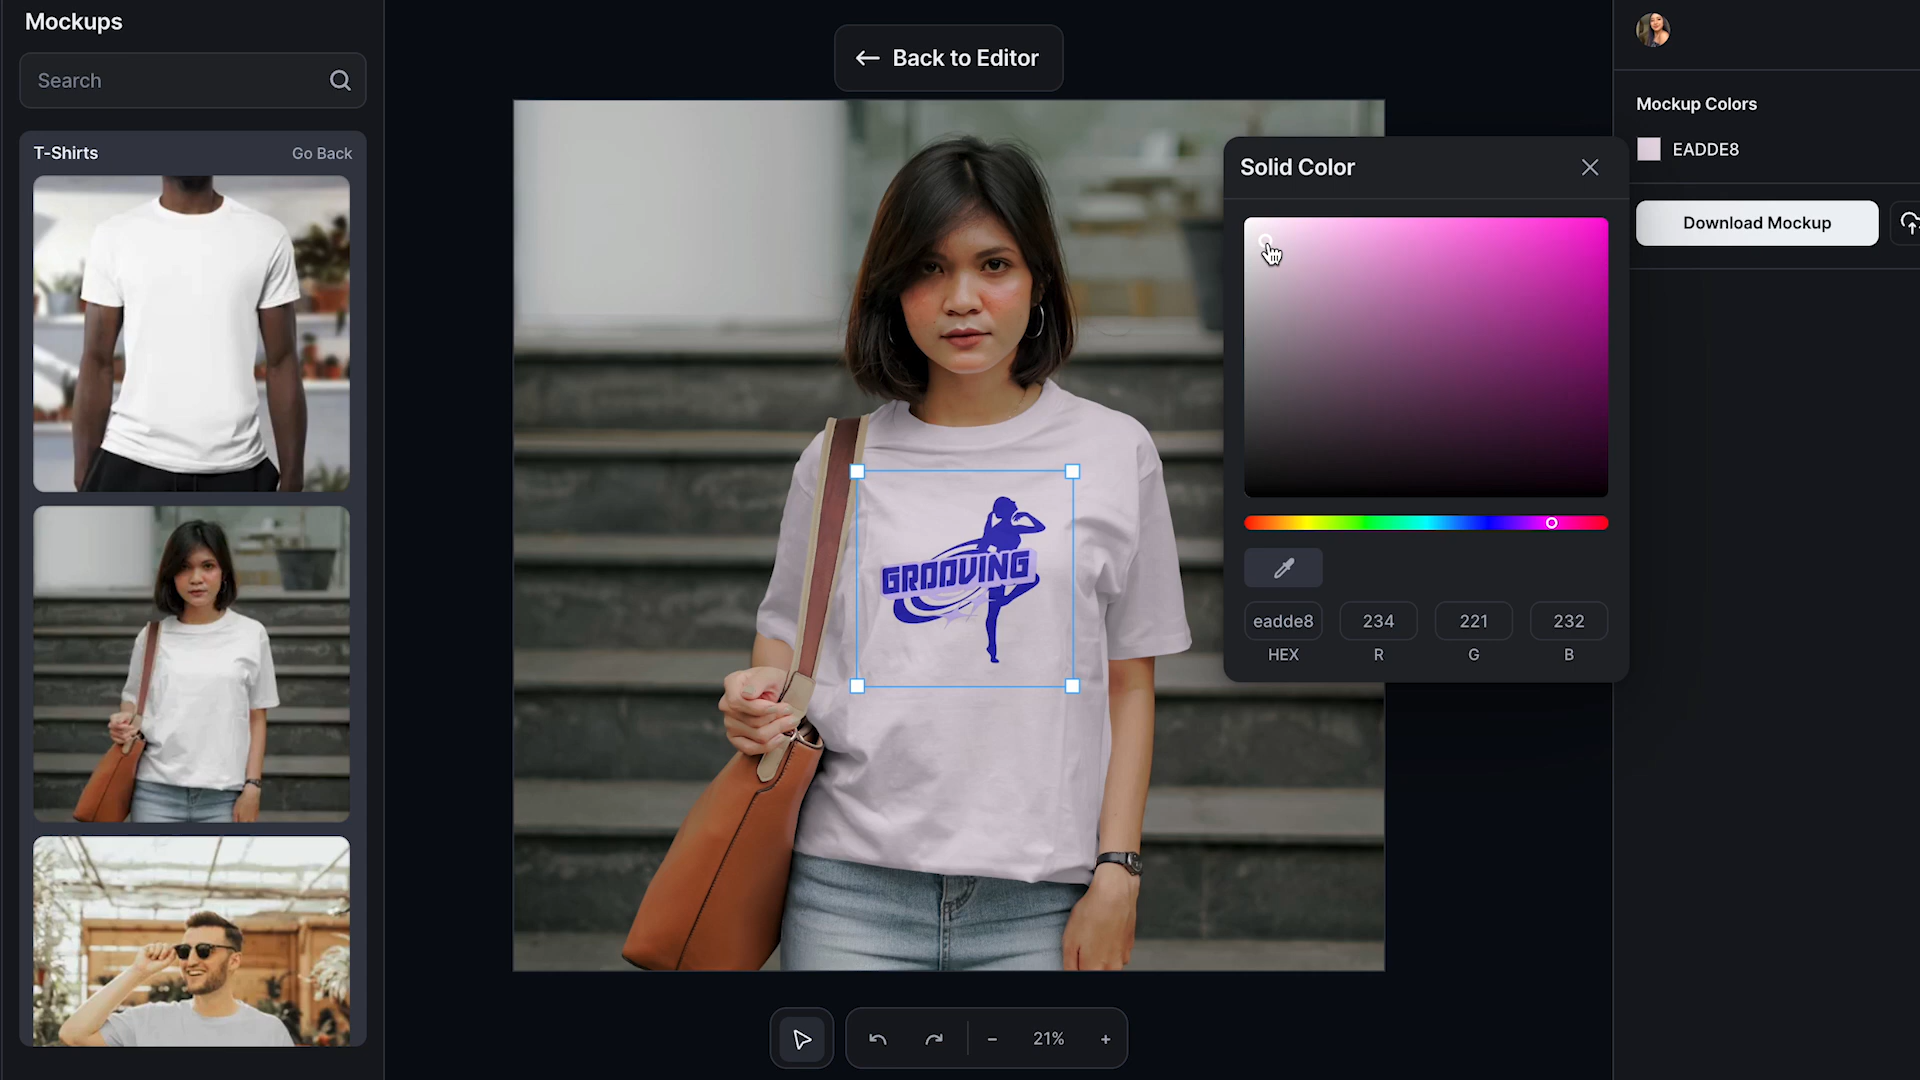 Mockups
Search
T-Shirts
Go Back
Back to Editor
GROOVING
Solid Color
eadde8
234
221
232
HEX
R
G
B
Mockup Colors
EADDE8
Download Mockup
21%